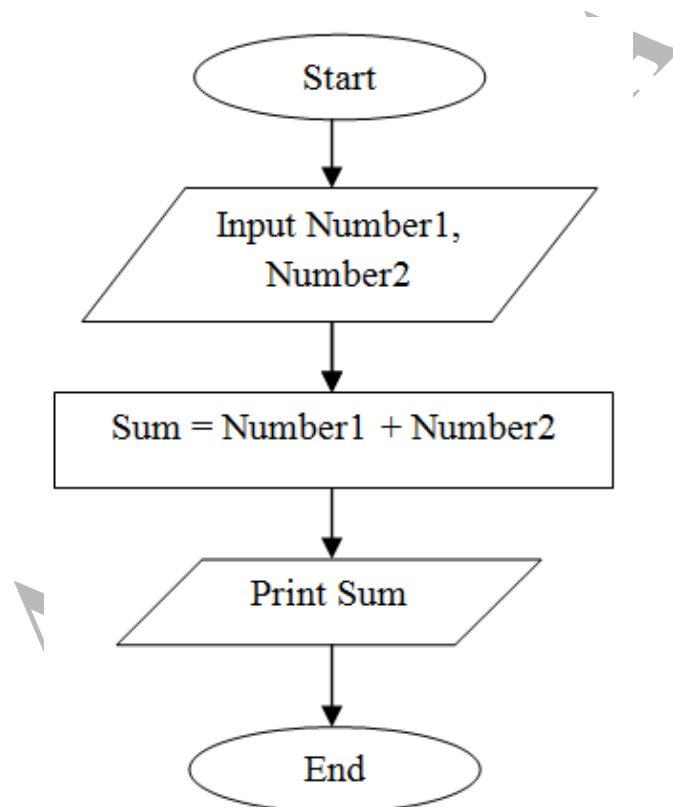 Start
Input Number1,
Number2
Sum = Number1 + Number2
Print Sum
End